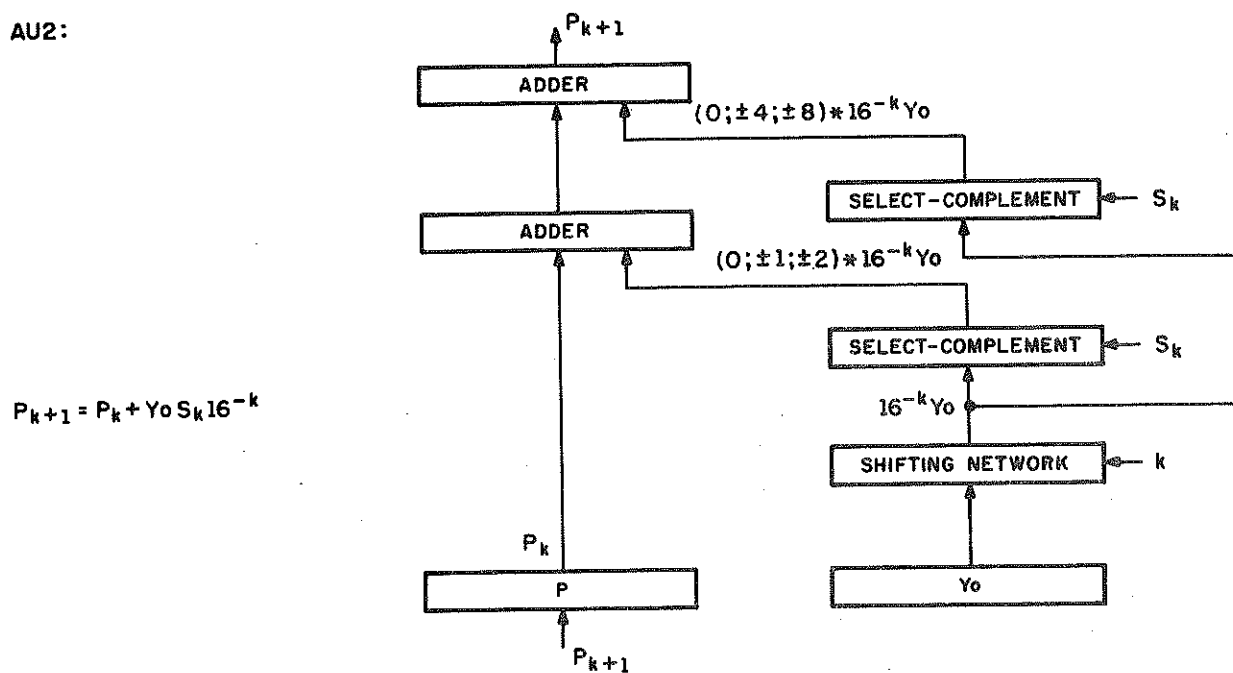 AU2:
P_{k+1}
ADDER
(0;±4;±8)*16^{-k}Yo
SELECT-COMPLEMENT
S_k
ADDER
(0;±1;±2)*16^{-k}Yo
SELECT-COMPLEMENT
S_k
P_{k+1} = P_k + Yo S_k 16^{-k}
16^{-k}Yo
SHIFTING NETWORK
k
P_k
P
Yo
P_{k+1}